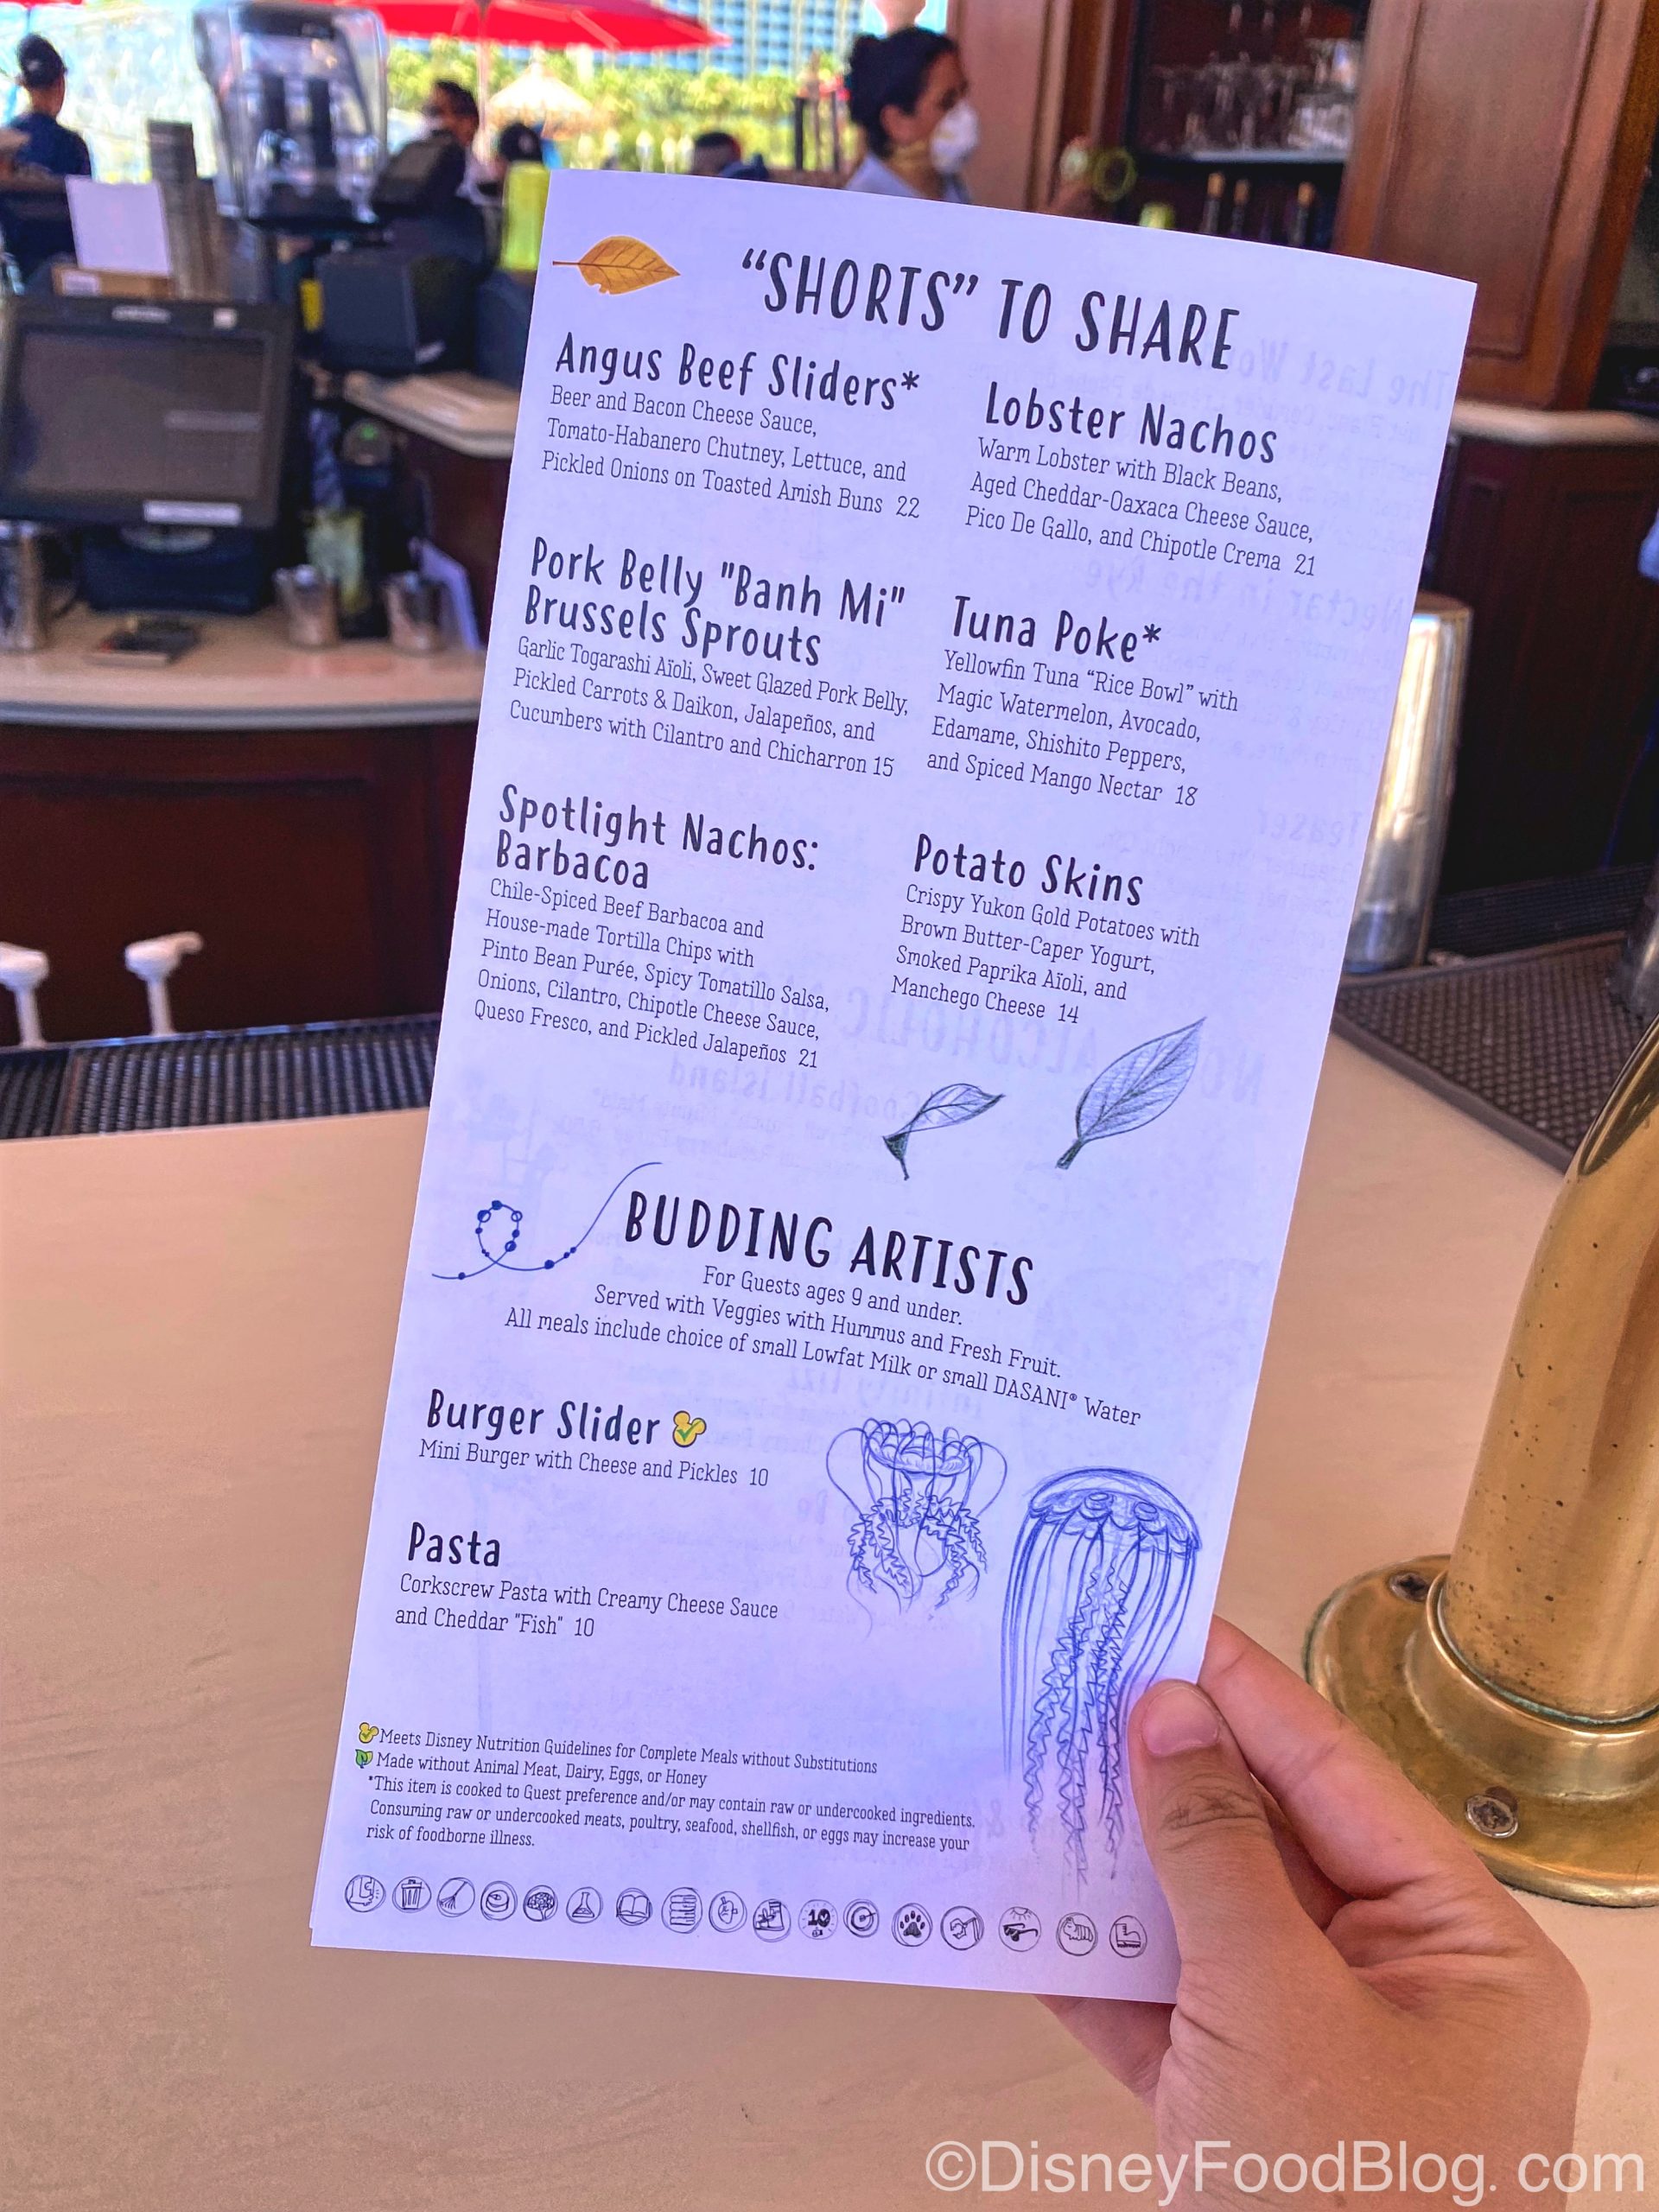 "SHORTS" TO SHARE
Angus Beef Sliders*
Beer and Bacon Cheese Sauce,
Tomato-Habanero Chutney, Lettuce, and
Pickled Onions on Toasted Amish Buns 22
Lobster Nachos
Warm Lobster with Black Beans,
Aged Cheddar-Oaxaca Cheese Sauce,
Pico De Gallo, and Chipotle Crema 21
Pork Belly "Banh Mi"
Brussels Sprouts
Garlic Togarashi Aïoli, Sweet Glazed Pork Belly,
Pickled Carrots & Daikon, Jalapeños, and
Cucumbers with Cilantro and Chicharron 15
Tuna Poke*
Yellowfin Tuna "Rice Bowl" with
Magic Watermelon, Avocado,
Edamame, Shishito Peppers,
and Spiced Mango Nectar 18
Spotlight Nachos:
Barbacoa
Chile-Spiced Beef Barbacoa and
House-made Tortilla Chips with
Pinto Bean Purée, Spicy Tomatillo Salsa,
Onions, Cilantro, Chipotle Cheese Sauce,
Queso Fresco, and Pickled Jalapeños 21
Potato Skins
Crispy Yukon Gold Potatoes with
Brown Butter-Caper Yogurt,
Smoked Paprika Aïoli, and
Manchego Cheese 14
BUDDING ARTISTS
For Guests ages 9 and under.
Served with Veggies with Hummus and Fresh Fruit.
All meals include choice of small Lowfat Milk or small DASANI® Water
Burger Slider
Mini Burger with Cheese and Pickles 10
Pasta
Corkscrew Pasta with Creamy Cheese Sauce
and Cheddar "Fish" 10
Meets Disney Nutrition Guidelines for Complete Meals without Substitutions
Made without Animal Meat, Dairy, Eggs, or Honey
*This item is cooked to Guest preference and/or may contain raw or undercooked ingredients.
Consuming raw or undercooked meats, poultry, seafood, shellfish, or eggs may increase your
risk of foodborne illness.
10
©DisneyFoodBlog. com